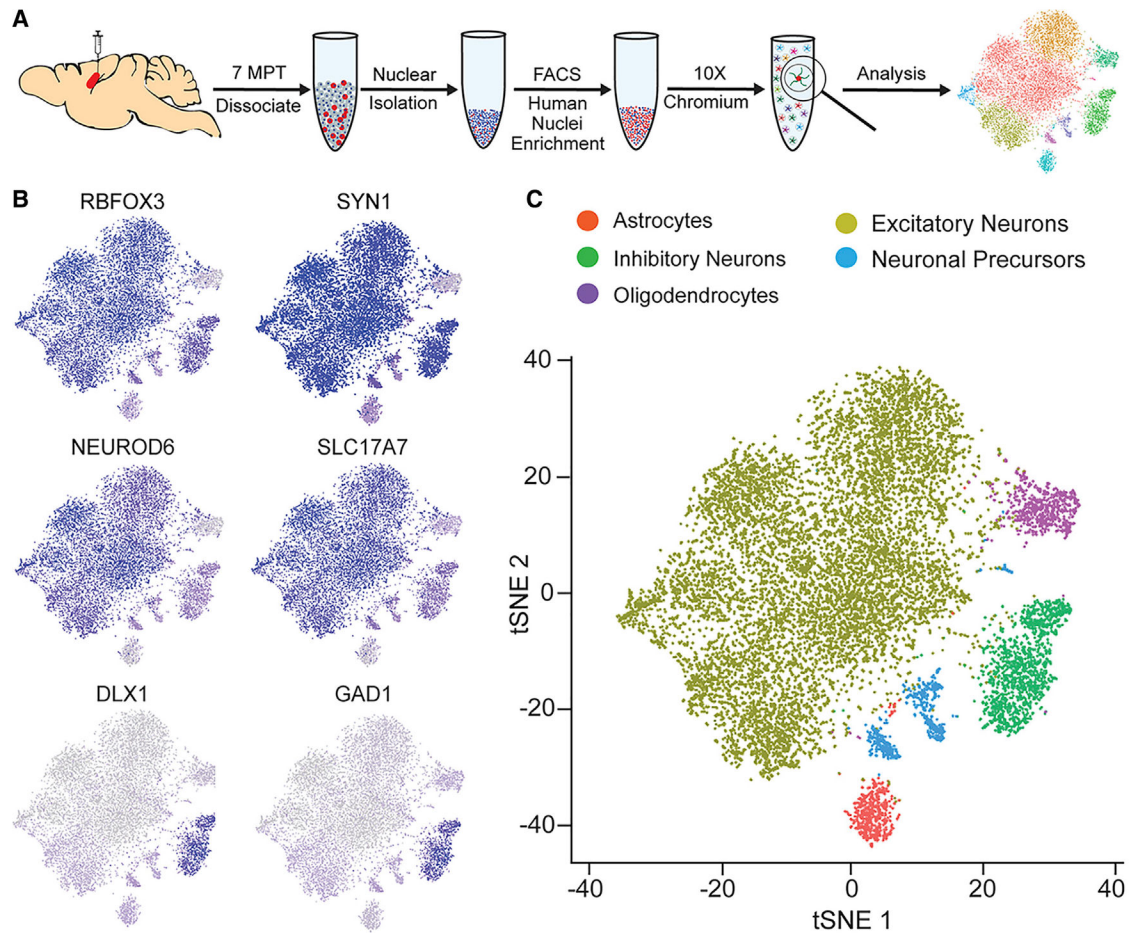 A
7 MPT
Dissociate
Nuclear
Isolation
FACS
Human
Nuclei
Enrichment
10X
Chromium
Analysis
B
RBFOX3
SYN1
NEUROD6
SLC17A7
DLX1
GAD1
C
Astrocytes
Excitatory Neurons
Inhibitory Neurons
Neuronal Precursors
Oligodendrocytes
40
20
0
-20
-40
tSNE 2
-40
-20
0
20
40
tSNE 1